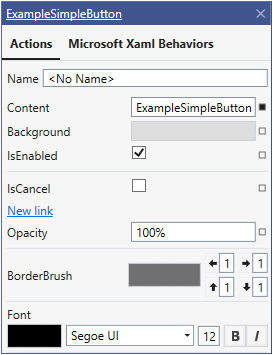 ExampleSimpleButton
Actions Microsoft Xaml Behaviors
Name <No Name>
Content ExampleSimpleButton
Background
IsEnabled
IsCancel
New link
Opacity 100%
BorderBrush 1 1
1 1
Font
Segoe UI 12 B I